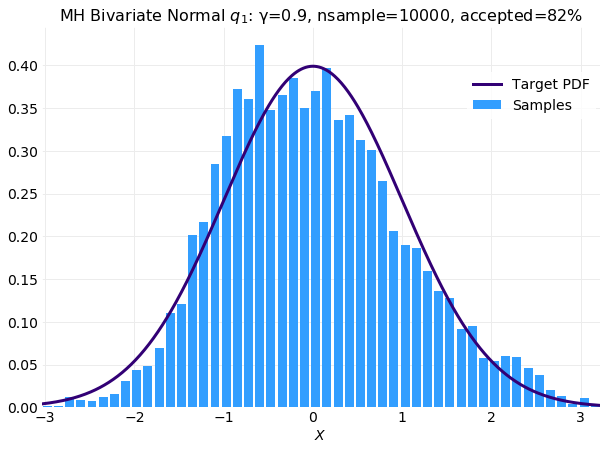 MH Bivariate Normal q₁: γ=0.9, nsample=10000, accepted=82%
Target PDF
Samples
0.40
0.35
0.30
0.25
0.20
0.15
0.10
0.05
0.00
−3 −2 −1 0 1 2 3
X